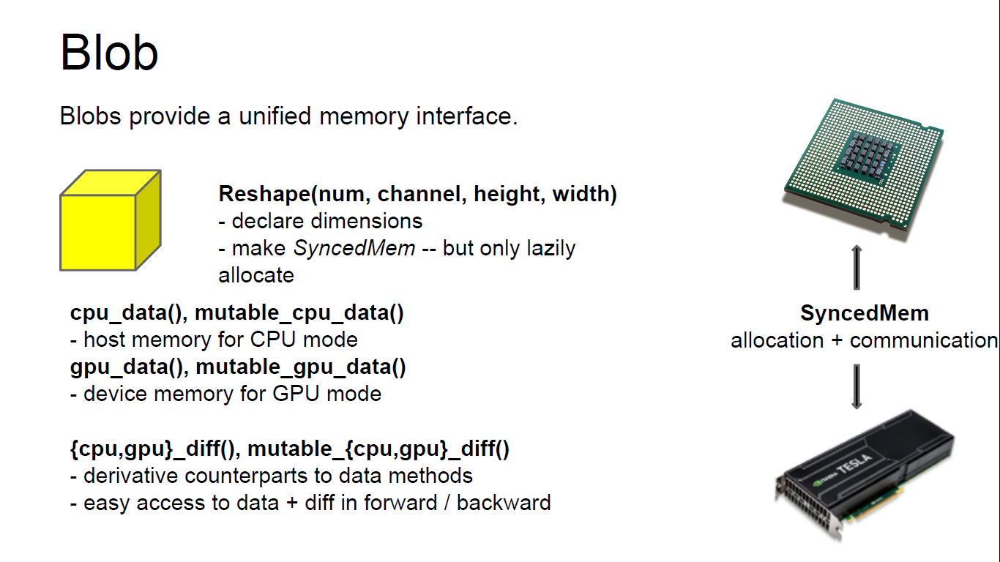 Blob
Blobs provide a unified memory interface.
Reshape(num, channel, height, width)
- declare dimensions
- make SyncedMem -- but only lazily
allocate
cpu_data(), mutable_cpu_data()
- host memory for CPU mode
gpu_data(), mutable_gpu_data()
- device memory for GPU mode
{cpu,gpu}_diff(), mutable_{cpu,gpu}_diff()
- derivative counterparts to data methods
- easy access to data + diff in forward / backward
SyncedMem
allocation + communication
NVIDIA TESLA